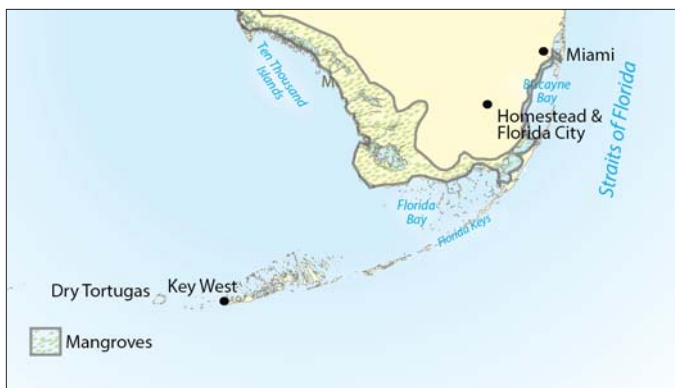 Ten Thousand
Islands
M
Miami
Biscayne
Bay
Homestead &
Florida City
Straits of Florida
Florida
Bay
Florida Keys
Dry Tortugas
Key West
Mangroves